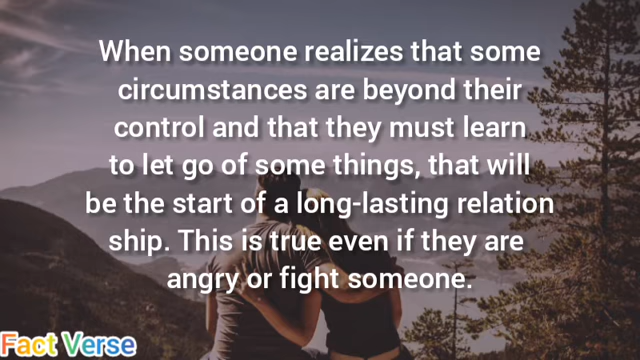 When someone realizes that some
circumstances are beyond their
control and that they must learn
to let go of some things, that will
be the start of a long-lasting relation
ship. This is true even if they are
angry or fight someone.
Fact Verse